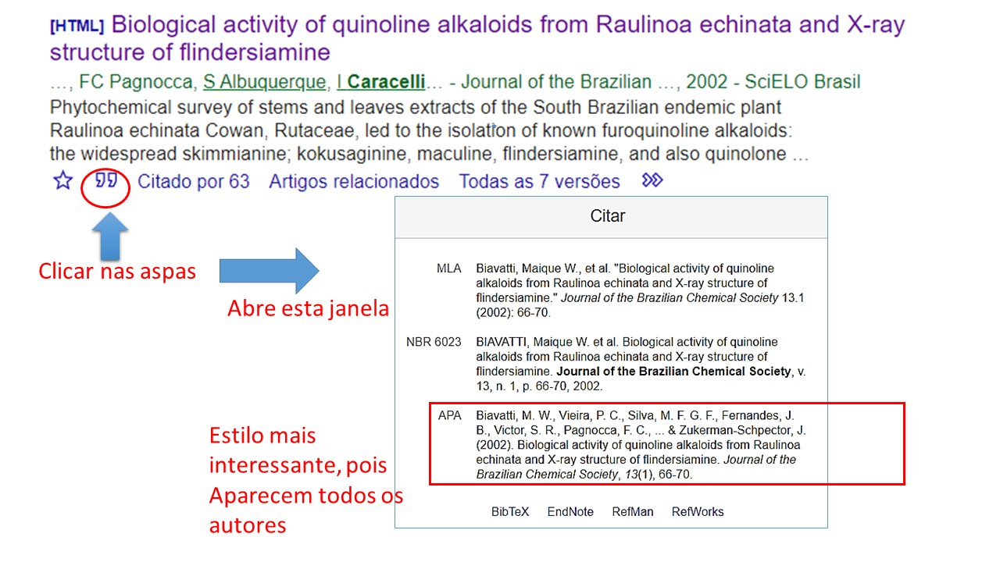 [HTML] Biological activity of quinoline alkaloids from Raulinoa echinata and X-ray
structure of flindersiamine
…, FC Pagnocca, S Albuquerque, I Caracelli… - Journal of the Brazilian …, 2002 - SciELO Brasil
Phytochemical survey of stems and leaves extracts of the South Brazilian endemic plant
Raulinoa echinata Cowan, Rutaceae, led to the isolation of known furoquinoline alkaloids:
the widespread skimmianine; kokusaginine, maculine, flindersiamine, and also quinolone …
Citado por 63 Artigos relacionados Todas as 7 versões
Clicar nas aspas
Abre esta janela
Citar
MLA Biavatti, Maique W., et al. "Biological activity of quinoline
alkaloids from Raulinoa echinata and X-ray structure of
flindersiamine." Journal of the Brazilian Chemical Society 13.1
(2002): 66-70.
NBR 6023 BIAVATTI, Maique W. et al. Biological activity of quinoline
alkaloids from Raulinoa echinata and X-ray structure of
flindersiamine. Journal of the Brazilian Chemical Society, v.
13, n. 1, p. 66-70, 2002.
APA Biavatti, M. W., Vieira, P. C., Silva, M. F. G. F., Fernandes, J.
B., Victor, S. R., Pagnocca, F. C., ... & Zukerman-Schpector, J.
(2002). Biological activity of quinoline alkaloids from Raulinoa
echinata and X-ray structure of flindersiamine. Journal of the
Brazilian Chemical Society, 13(1), 66-70.
Estilo mais
interessante, pois
Aparecem todos os
autores
BibTeX EndNote RefMan RefWorks